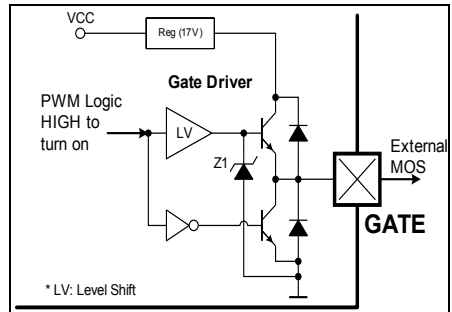 VCC
Reg (17V)
Gate Driver
PWM Logic
HIGH to
turn on
LV
Z1
External
MOS
GATE
* LV: Level Shift